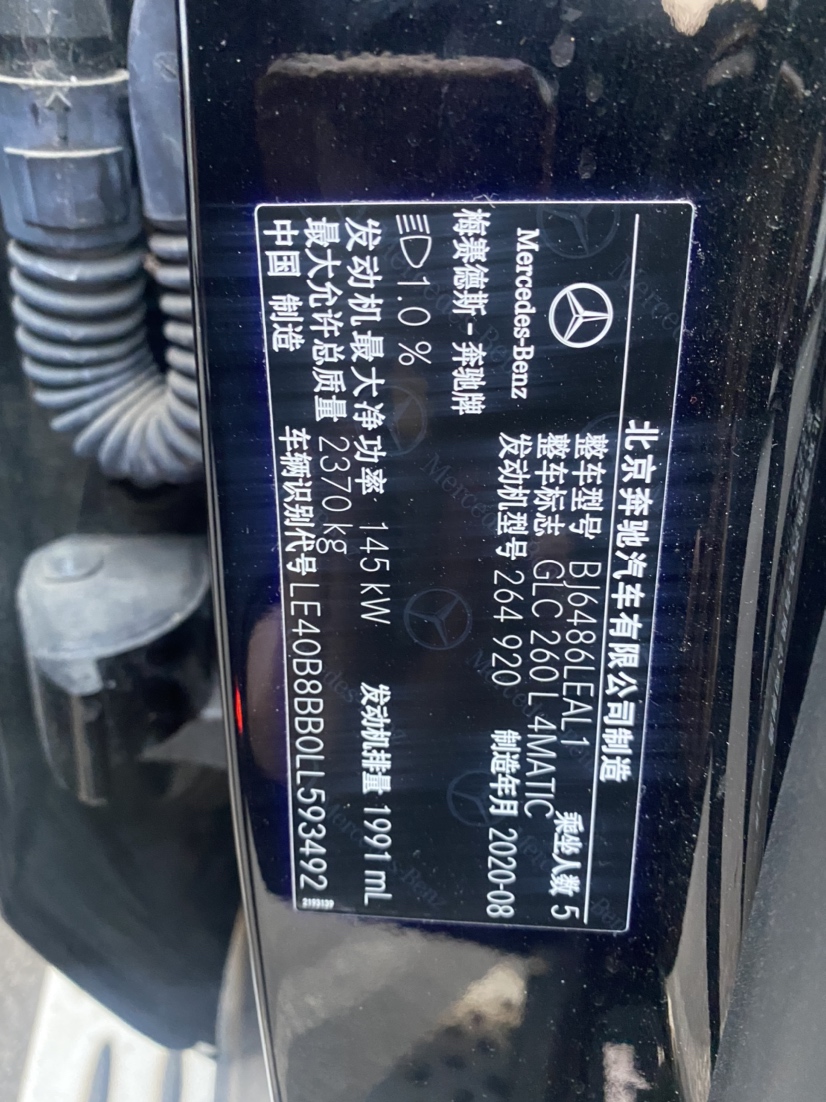 北京奔驰汽车有限公司制造
Mercedes-Benz
梅赛德斯-奔驰牌
整车型号 BJ6486LEAL1 乘坐人数 5
整车标志 GLC 260 L 4MATIC
发动机型号 264 920 制造年月 2020-08
1.0 %
发动机最大净功率 145 kW 发动机排量 1991 mL
最大允许总质量 2370 kg
中国 制造 车辆识别代号 LE40B8BB0LL593492